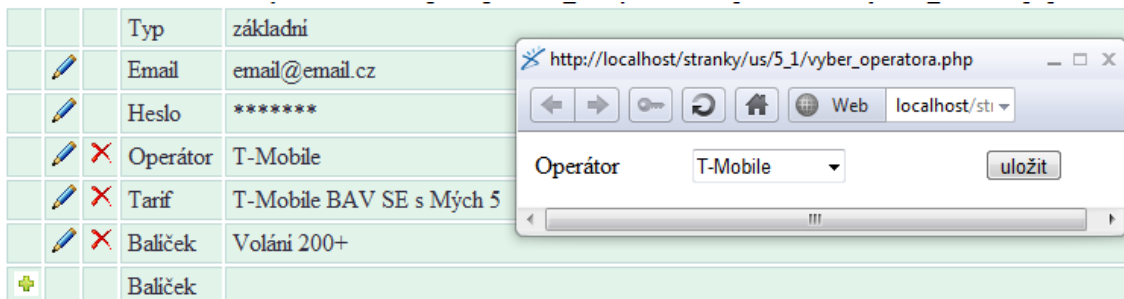 Typ základní
Email email@email.cz
Heslo *******
Operátor T-Mobile
Tarif T-Mobile BAV SE s Mých 5
Balíček Volání 200+
Balíček
http://localhost/stranky/us/5_1/vyber_operatora.php
Web localhost/str
Operátor T-Mobile uložit